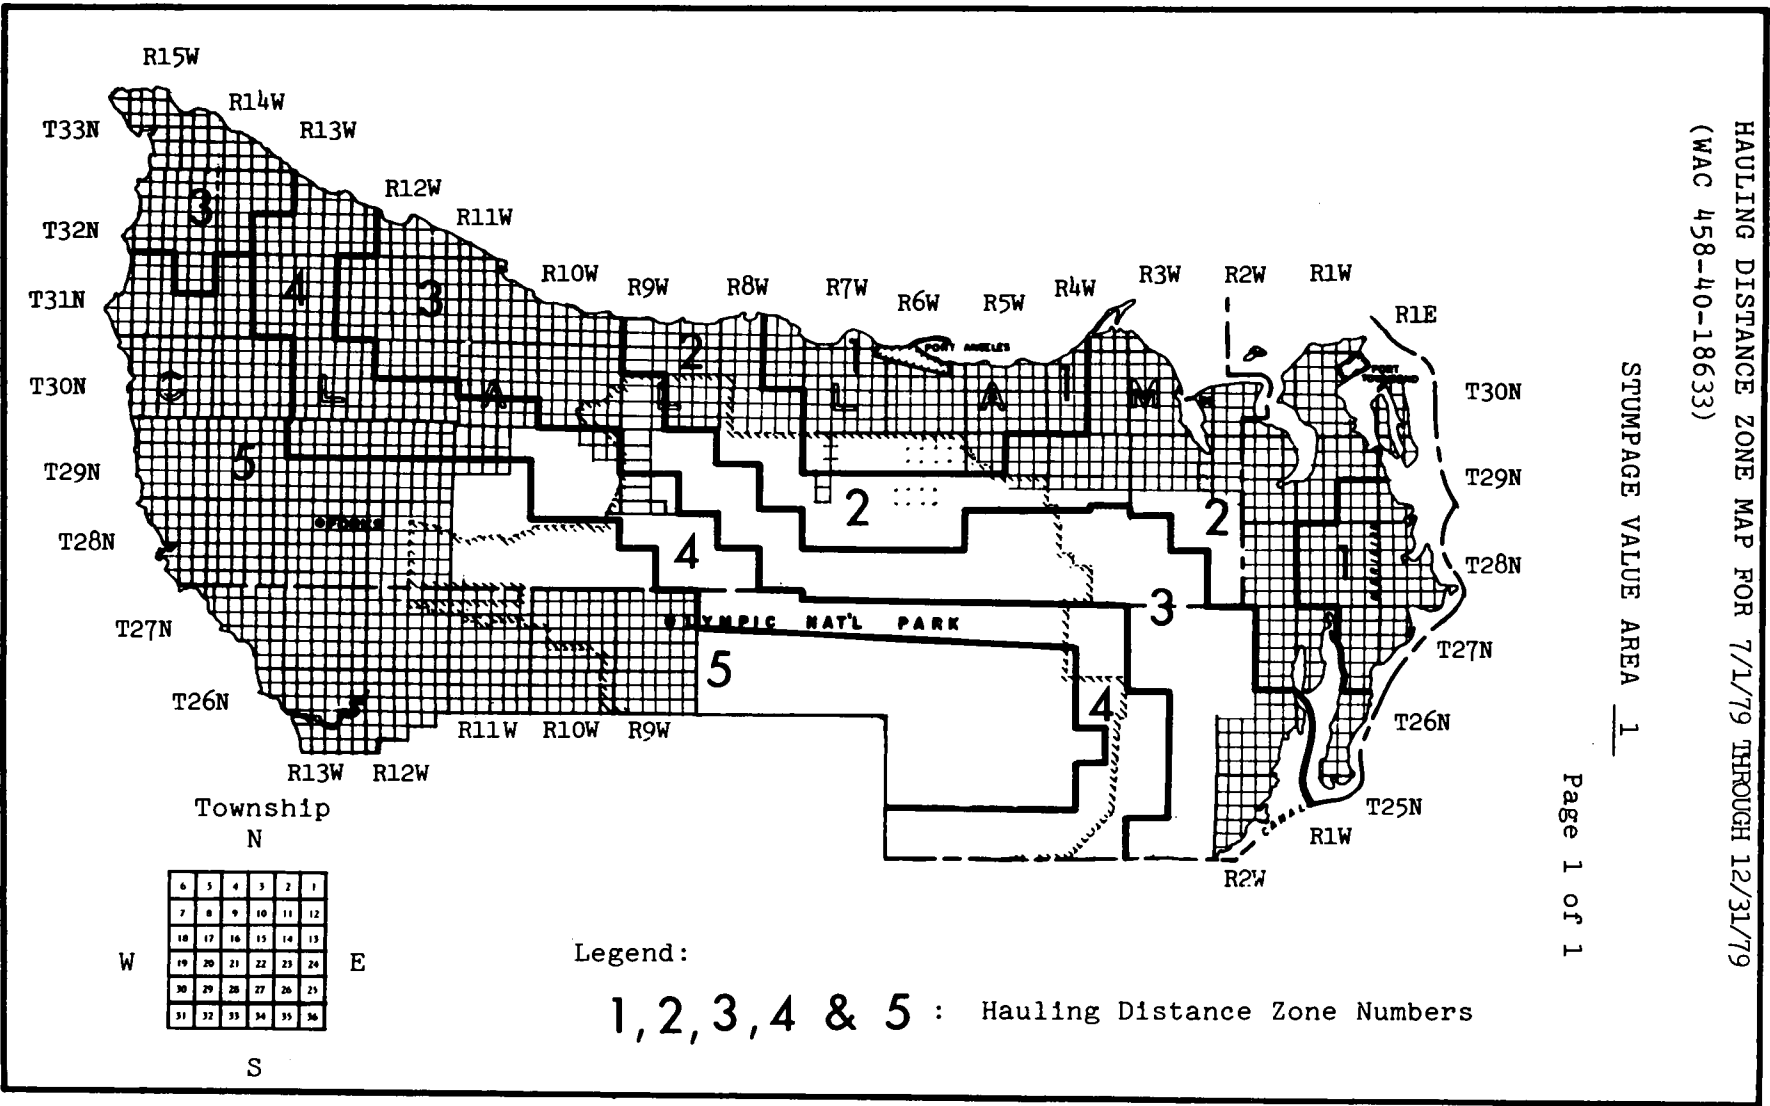 HAULING DISTANCE ZONE MAP FOR 7/1/79 THROUGH 12/31/79
(WAC 458-40-18633)
STUMPAGE VALUE AREA 1
Page 1 of 1
R15W
R14W
R13W
R12W
R11W
R10W
R9W
R8W
R7W
R6W
R5W
R4W
R3W
R2W
R1W
R1E
T33N
T32N
T31N
T30N
T29N
T28N
T27N
T26N
3
4
3
2
1
1
PORT ANGELES
PORT TOWNSEND
C L A L L A M
T30N
T29N
T28N
T27N
T26N
T25N
5
FORKS
2
2
4
1
3
OLYMPIC NAT'L PARK
5
4
R11W R10W R9W
R13W R12W
CANAL
R1W
R2W
Township
N
6 5 4 3 2 1
7 8 9 10 11 12
18 17 16 15 14 13
W 19 20 21 22 23 24 E
30 29 28 27 26 25
31 32 33 34 35 36
S
Legend:
1, 2, 3, 4 & 5 : Hauling Distance Zone Numbers